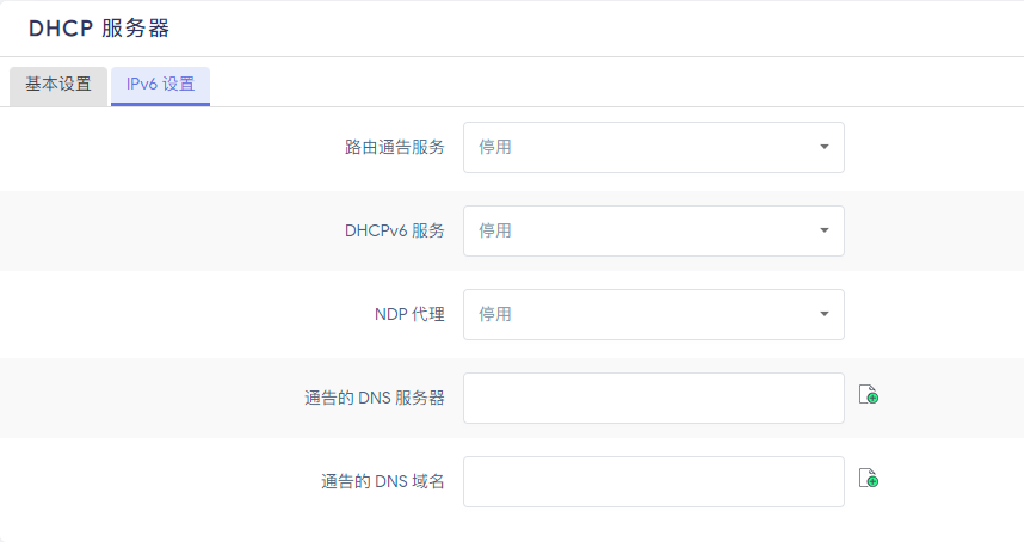 DHCP 服务器
基本设置 IPv6 设置
路由通告服务 停用
DHCPv6 服务 停用
NDP 代理 停用
通告的 DNS 服务器
通告的 DNS 域名